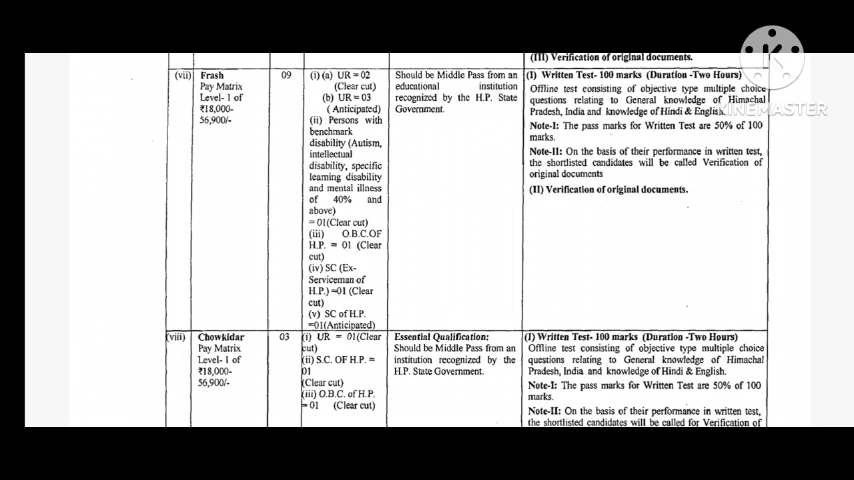 (III) Verification of original documents.
(vii)
Frash
Pay Matrix
Level- 1 of
₹18,000-
56,900/-
09
(i) (a) UR = 02
(Clear cut)
(b) UR = 03
( Anticipated)
(ii) Persons with
benchmark
disability (Autism,
intellectual
disability, specific
learning disability
and mental illness
of 40% and
above)
= 01(Clear cut)
(iii) O.B.C.OF
H.P. = 01 (Clear
cut)
(iv) SC (Ex-
Serviceman of
H.P.) =01 (Clear
cut)
(v) SC of H.P.
=01(Anticipated)
Should be Middle Pass from an
educational institution
recognized by the H.P. State
Government.
(I) Written Test- 100 marks (Duration -Two Hours)
Offline test consisting of objective type multiple choice
questions relating to General knowledge of Himachal
Pradesh, India and knowledge of Hindi & English.
Note-I: The pass marks for Written Test are 50% of 100
marks.
Note-II: On the basis of their performance in written test,
the shortlisted candidates will be called Verification of
original documents
(II) Verification of original documents.
(viii)
Chowkidar
Pay Matrix
Level- 1 of
₹18,000-
56,900/-
03
(i) UR = 01(Clear
cut)
(ii) S.C. OF H.P. =
01
(Clear cut)
(iii) O.B.C. of H.P.
= 01 (Clear cut)
Essential Qualification:
Should be Middle Pass from an
institution recognized by the
H.P. State Government.
(I) Written Test- 100 marks (Duration -Two Hours)
Offline test consisting of objective type multiple choice
questions relating to General knowledge of Himachal
Pradesh, India and knowledge of Hindi & English.
Note-I: The pass marks for Written Test are 50% of 100
marks.
Note-II: On the basis of their performance in written test,
the shortlisted candidates will be called for Verification of
KINEMASTER